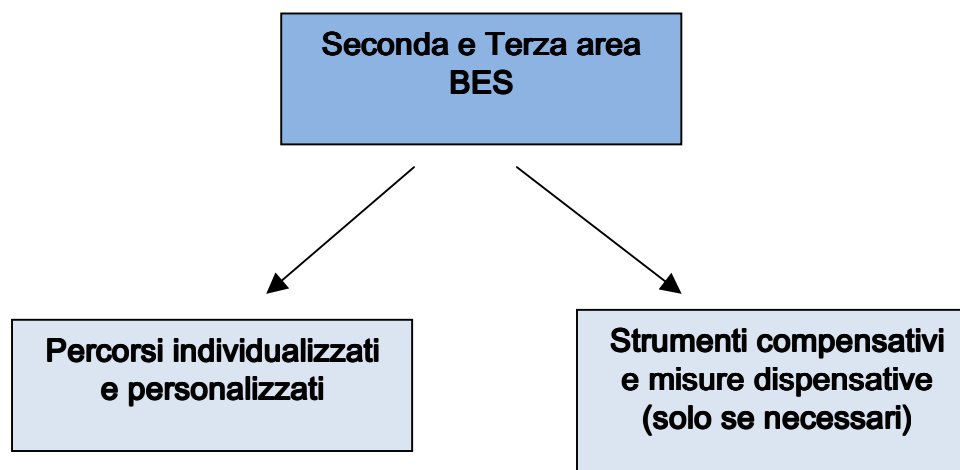 Seconda e Terza area
BES
Percorsi individualizzati
e personalizzati
Strumenti compensativi
e misure dispensative
(solo se necessari)